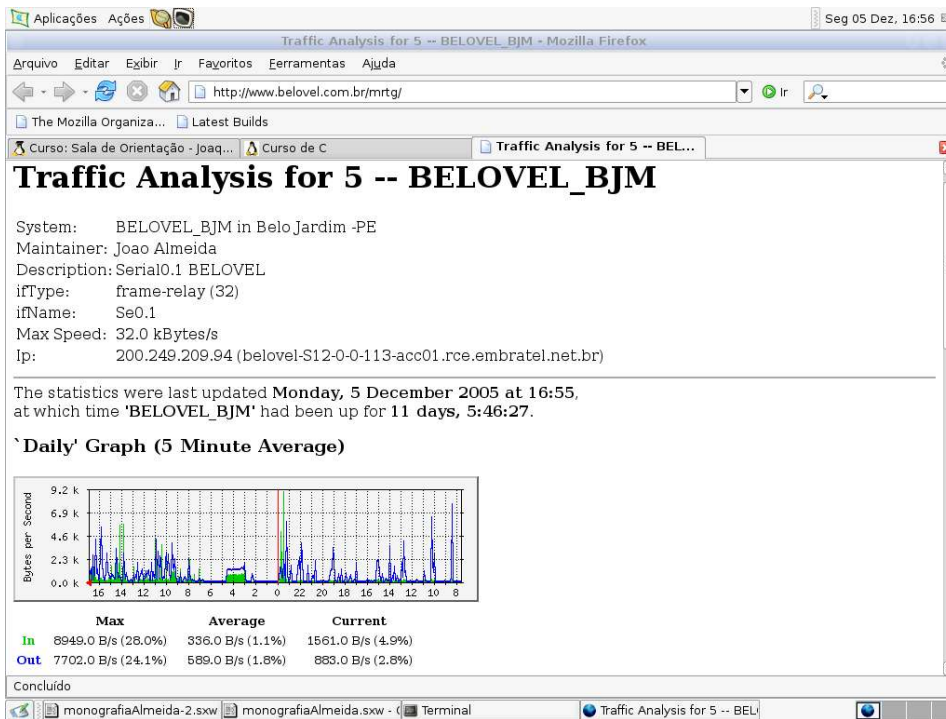 Aplicações Ações Seg 05 Dez, 16:56
Traffic Analysis for 5 -- BELOVEL_BJM - Mozilla Firefox
Arquivo Editar Exibir Ir Favoritos Ferramentas Ajuda
http://www.belovel.com.br/mrtg/ Ir
The Mozilla Organiza... Latest Builds
Curso: Sala de Orientação - Joaq... Curso de C Traffic Analysis for 5 -- BEL...
Traffic Analysis for 5 -- BELOVEL_BJM
System: BELOVEL_BJM in Belo Jardim -PE
Maintainer: Joao Almeida
Description: Serial0.1 BELOVEL
ifType: frame-relay (32)
ifName: Se0.1
Max Speed: 32.0 kBytes/s
Ip: 200.249.209.94 (belovel-S12-0-0-113-acc01.rce.embratel.net.br)
The statistics were last updated Monday, 5 December 2005 at 16:55,
at which time 'BELOVEL_BJM' had been up for 11 days, 5:46:27.
`Daily' Graph (5 Minute Average)
Bytes per Second
9.2 k
6.9 k
4.6 k
2.3 k
0.0 k
16 14 12 10 8 6 4 2 0 22 20 18 16 14 12 10 8
Max Average Current
In 8949.0 B/s (28.0%) 336.0 B/s (1.1%) 1561.0 B/s (4.9%)
Out 7702.0 B/s (24.1%) 589.0 B/s (1.8%) 883.0 B/s (2.8%)
Concluído
monografiaAlmeida-2.sxw monografiaAlmeida.sxw - Terminal Traffic Analysis for 5 -- BEL